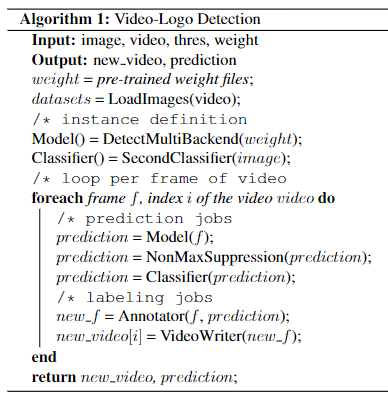 Algorithm 1: Video-Logo Detection
Input: image, video, thres, weight
Output: new_video, prediction
weight = pre-trained weight files;
datasets = LoadImages(video);
/* instance definition
Model() = DetectMultiBackend(weight);
Classifier() = SecondClassifier(image);
/* loop per frame of video
foreach frame f, index i of the video video do
/* prediction jobs
prediction = Model(f);
prediction = NonMaxSuppression(prediction);
prediction = Classifier(prediction);
/* labeling jobs
new_f = Annotator(f, prediction);
new_video[i] = VideoWriter(new_f);
end
return new_video, prediction;